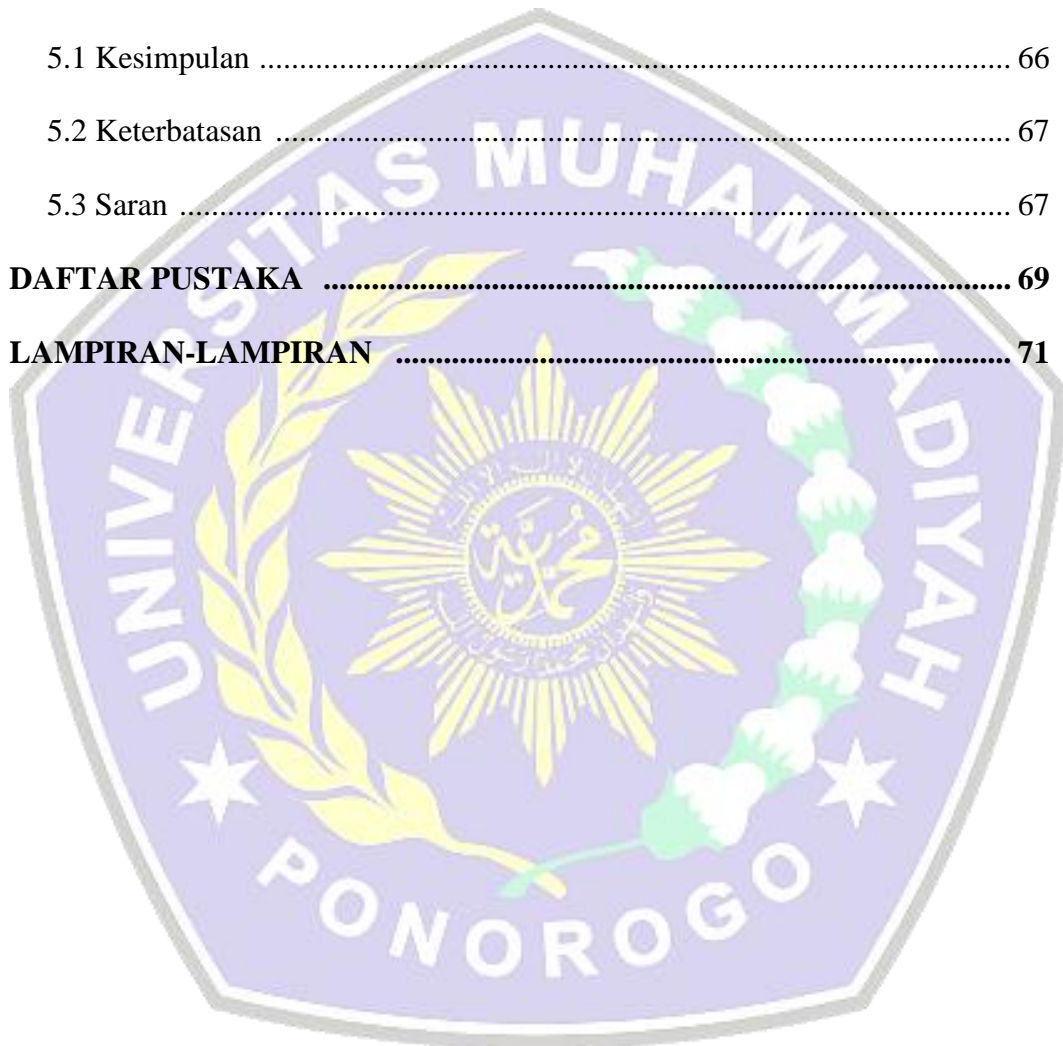 5.1 Kesimpulan ........................................................................................ 66
5.2 Keterbatasan ...................................................................................... 67
5.3 Saran .................................................................................................. 67
DAFTAR PUSTAKA ................................................................................ 69
LAMPIRAN-LAMPIRAN ......................................................................... 71
UNIVERSITAS MUHAMMADIYAH
PONOROGO